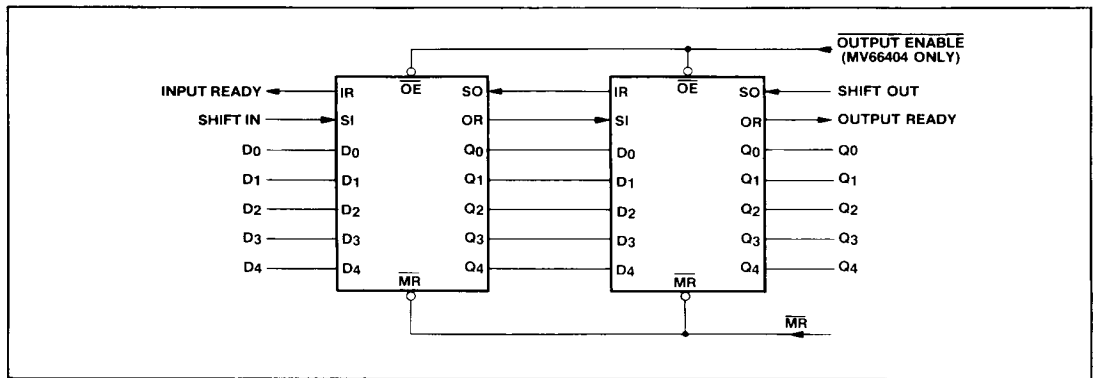 OUTPUT ENABLE
(MV66404 ONLY)
OE
OE
INPUT READY IR SO IR SO SHIFT OUT
SHIFT IN SI OR SI OR OUTPUT READY
D0 D0 Q0 D0 Q0 Q0
D1 D1 Q1 D1 Q1 Q1
D2 D2 Q2 D2 Q2 Q2
D3 D3 Q3 D3 Q3 Q3
D4 D4 Q4 D4 Q4 Q4
MR MR
MR